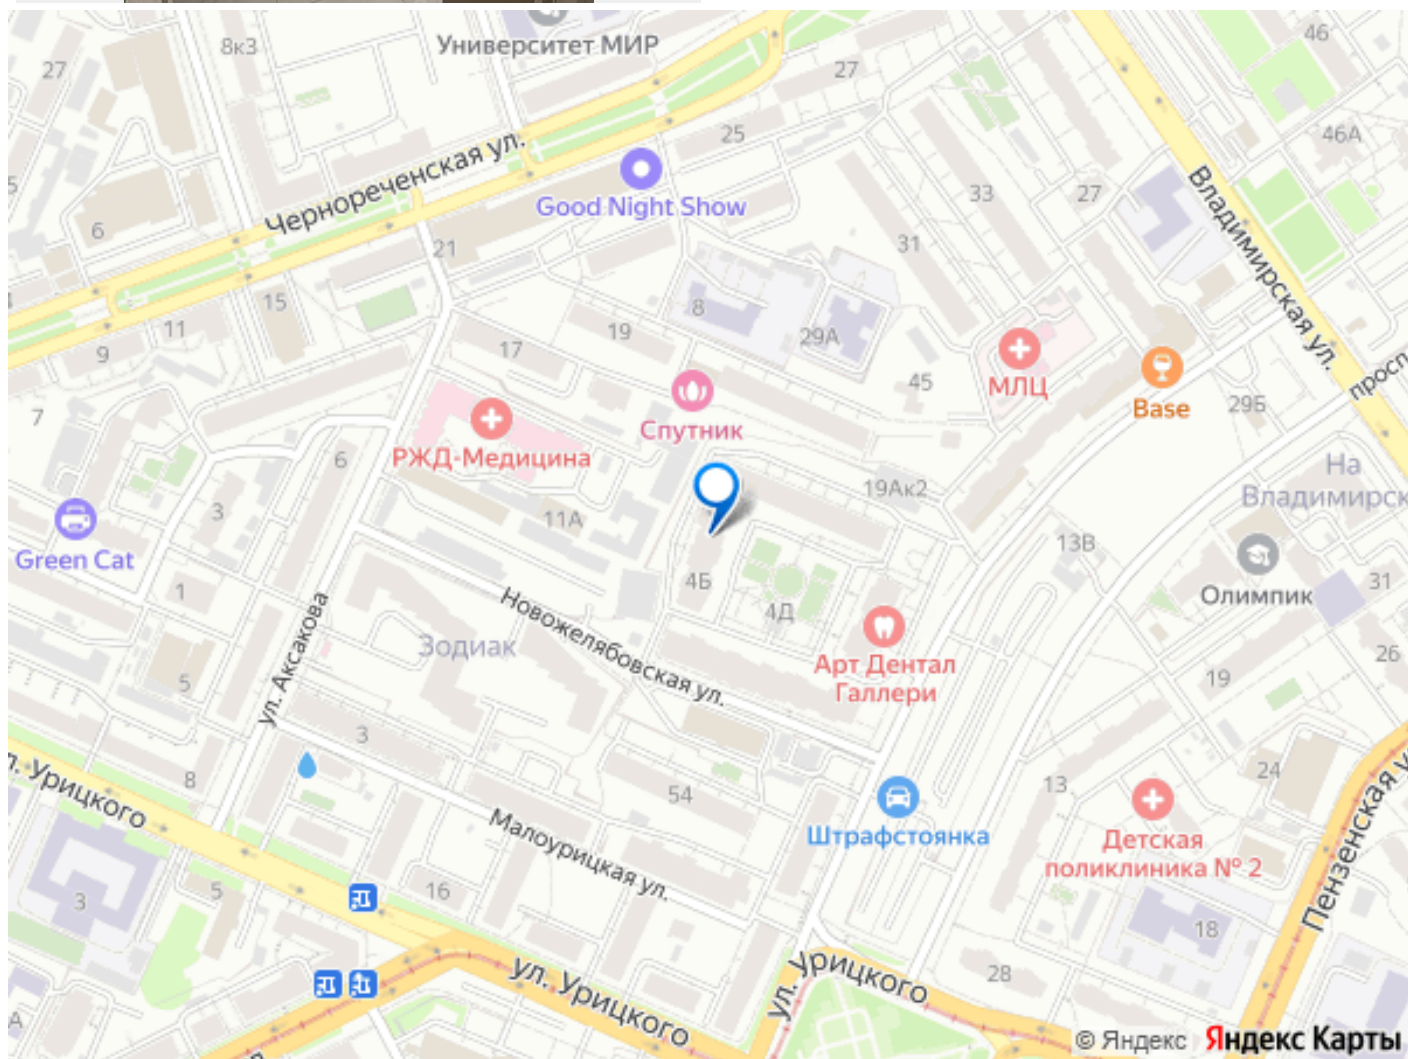 8к3
Университет МИР
46
27
27
46А
25
Чернореченская ул.
Good Night Show
33
27
Владимирская ул.
5
6
21
31
15
8
11
19
29А
9
17
45
МЛЦ
просп
7
Спутник
Base
29Б
РЖД-Медицина
6
На
Владимирск
19Ак2
3
11А
13В
Green Cat
4Б
Олимпик
31
1
Новожелябовская ул.
4Д
Зодиак
Арт Дентал
Галлери
26
ул. Аксакова
5
19
3
л. Урицкого
8
54
13
24
Малоурицкая ул.
Штрафстоянка
Детская
поликлиника № 2
Пензенская у
3
5
16
18
ул. Урицкого
ул. Урицкого
28
А
© Яндекс Яндекс Карты